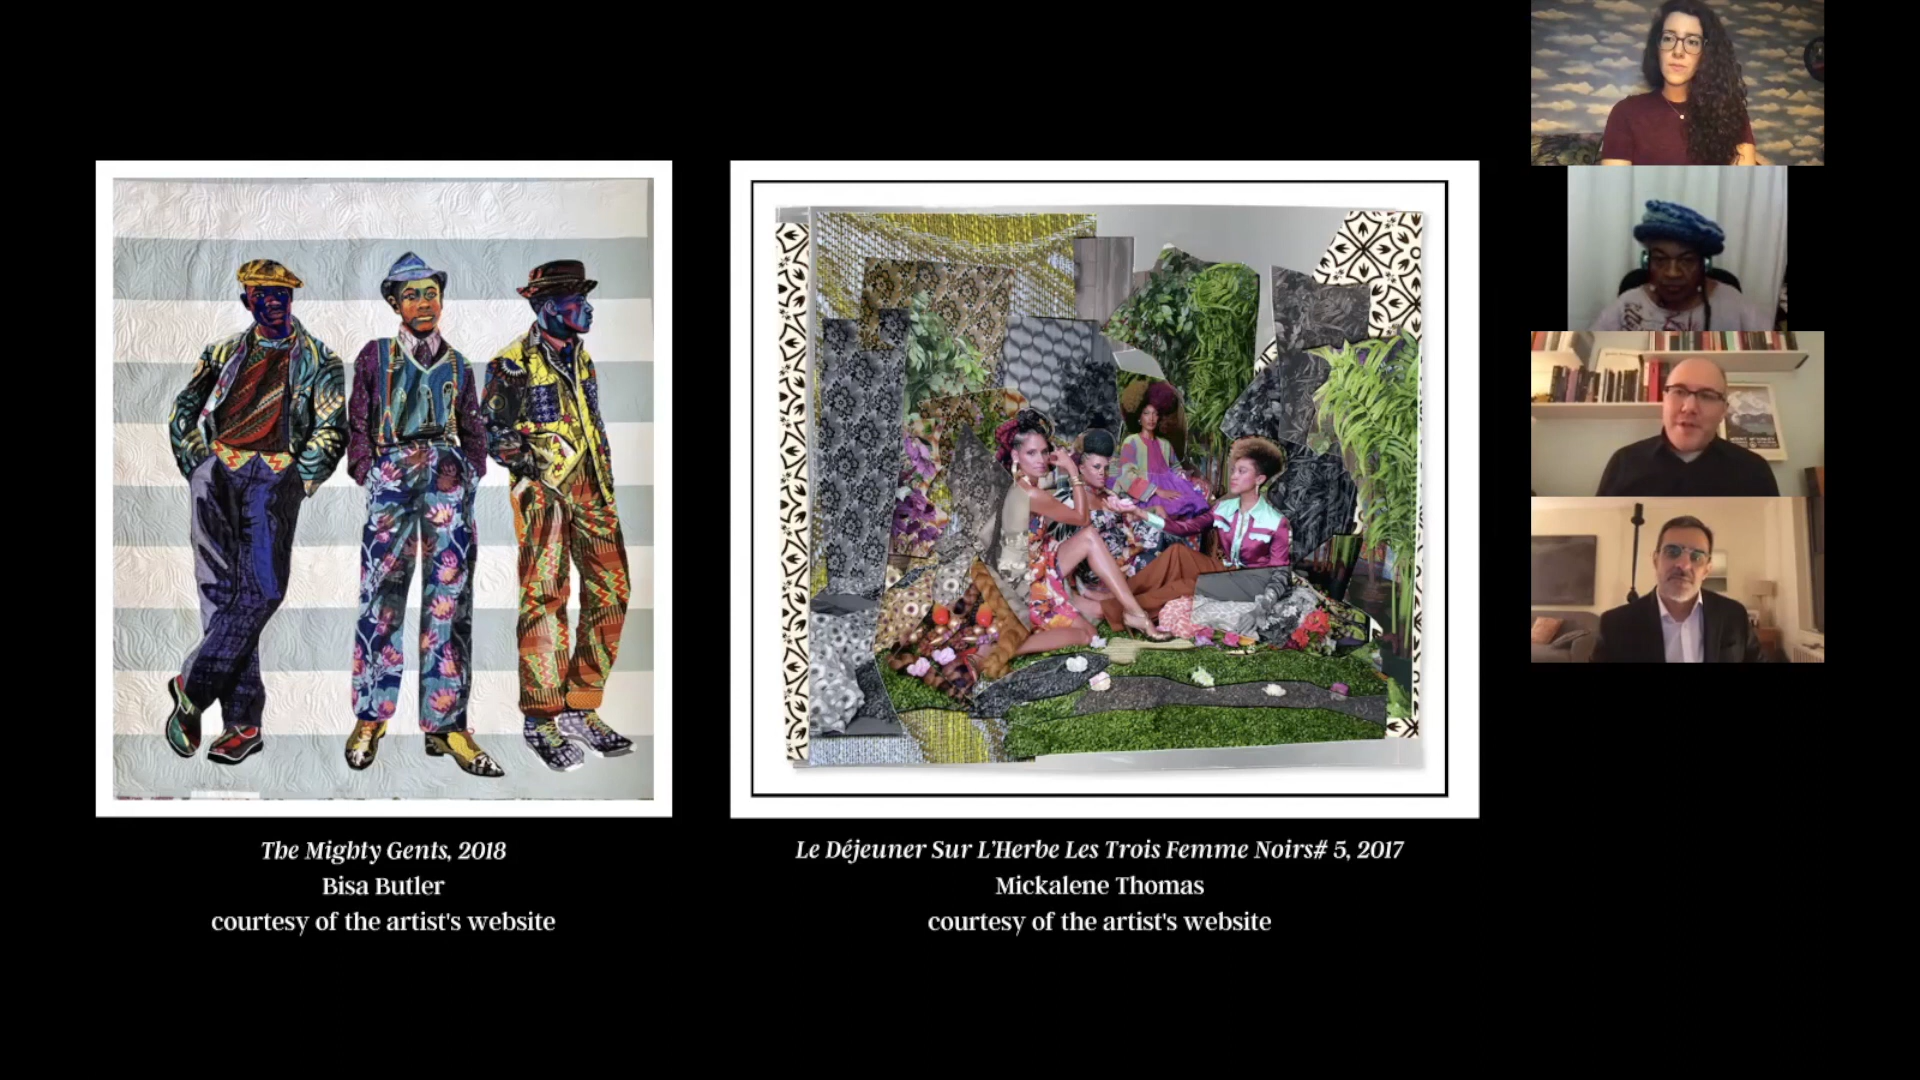 The Mighty Gents, 2018
Bisa Butler
courtesy of the artist's website
Le Déjeuner Sur L'Herbe Les Trois Femme Noirs# 5, 2017
Mickalene Thomas
courtesy of the artist's website